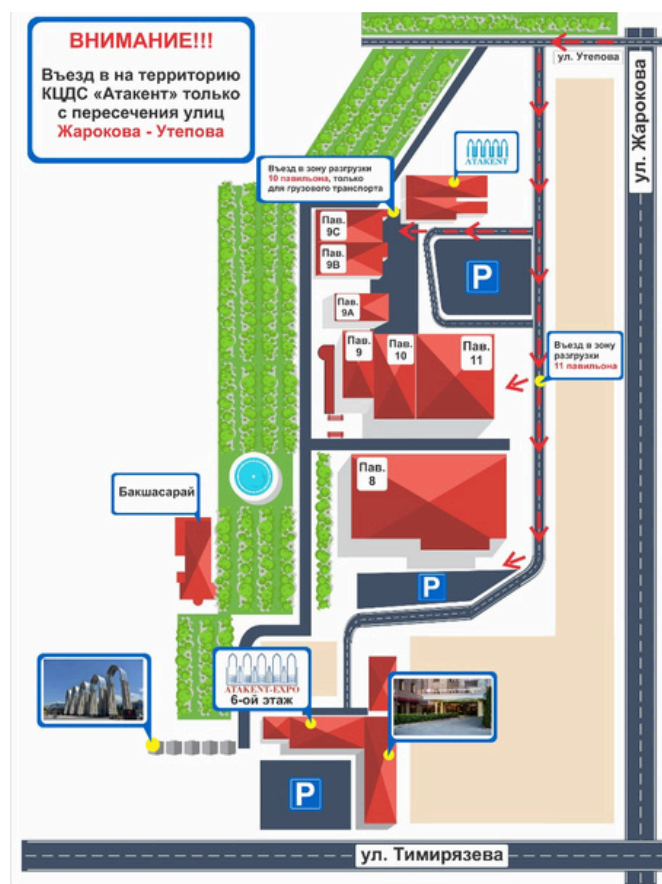 ВНИМАНИЕ!!!
Въезд в на территорию
КЦДС «Атакент» только
с пересечения улиц
Жарокова - Утепова
ул. Утепова
ул. Жарокова
ATAKENT
Въезд в зону разгрузки
10 павильона, только
для грузового транспорта
Пав.
9С
Пав.
9В
P
Пав.
9А
Пав.
9
Пав.
10
Пав.
11
Въезд в зону
разгрузки
11 павильона
Пав.
8
Бакшасарай
P
ATAKENT-EXPO
6-ой этаж
P
ул. Тимирязева